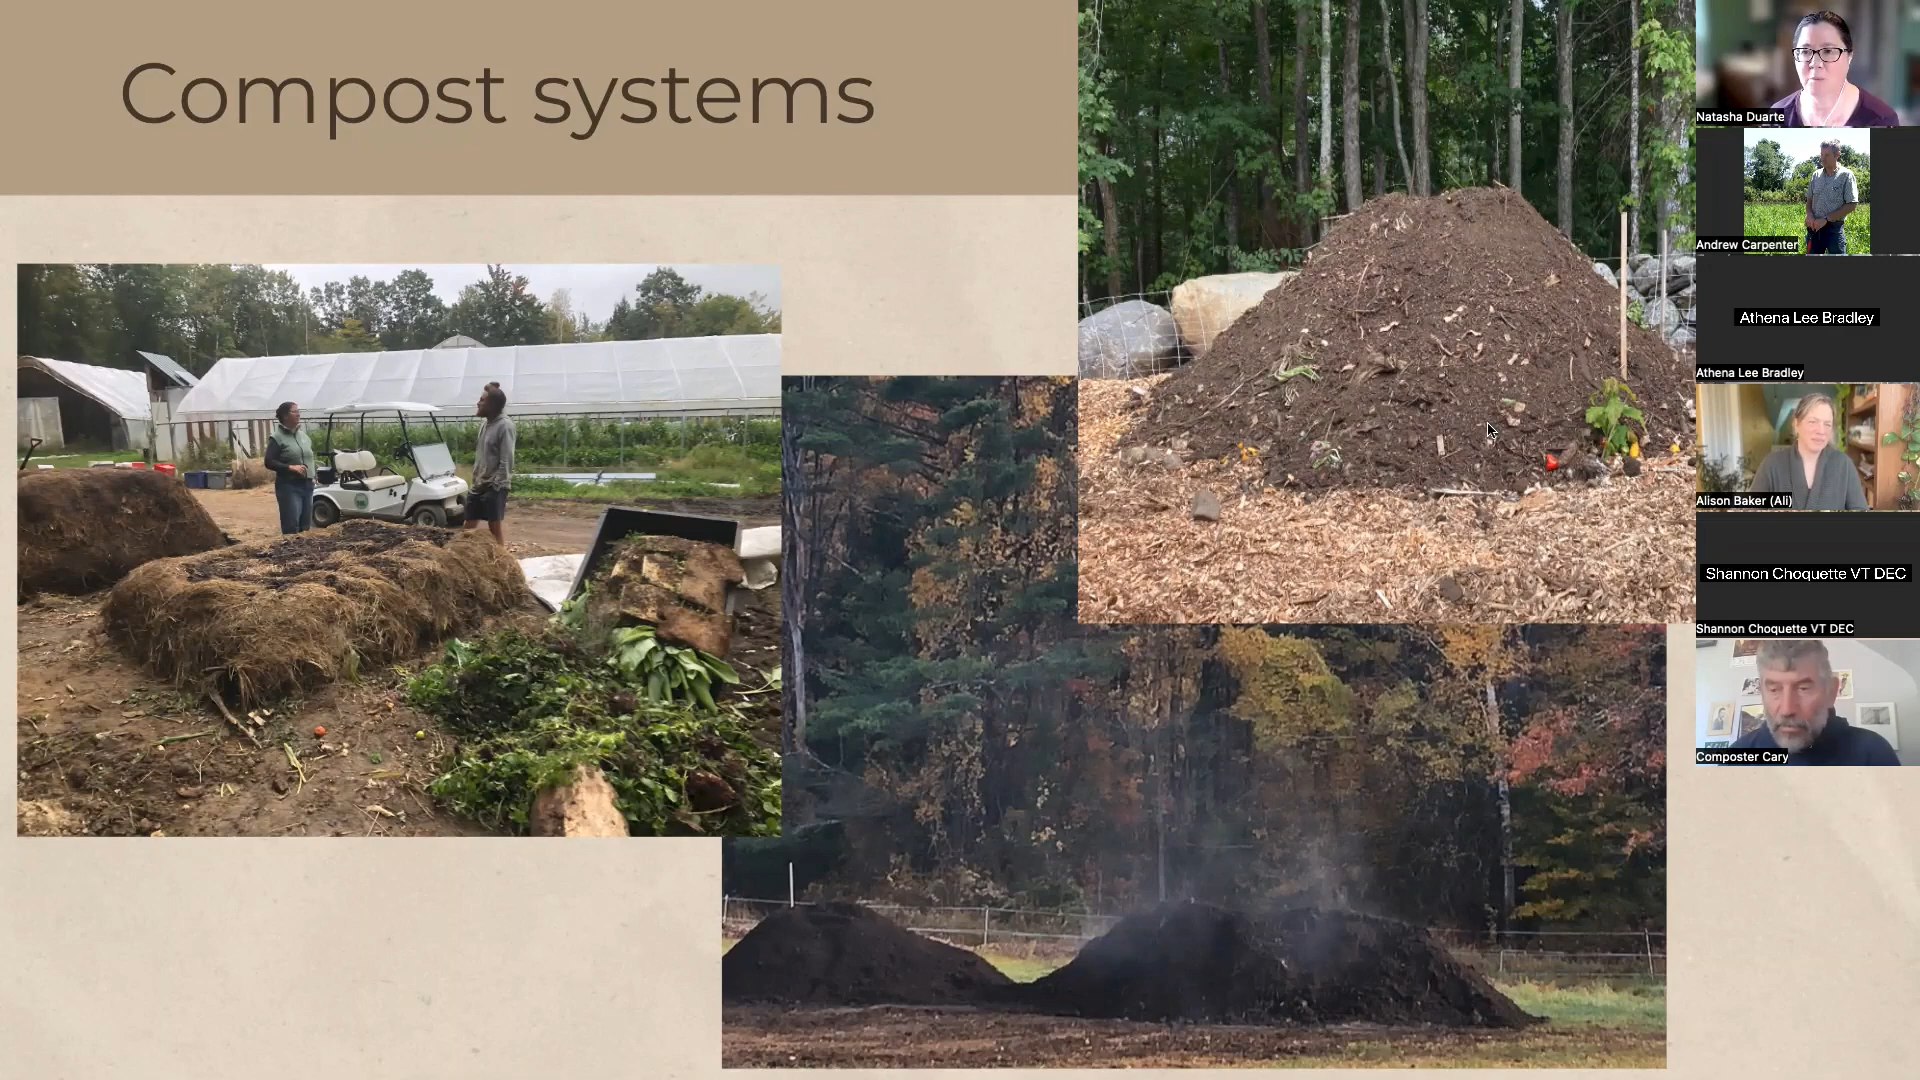 Compost systems
Natasha Duarte
Andrew Carpenter
Athena Lee Bradley
Athena Lee Bradley
Alison Baker (Ali)
Shannon Choquette VT DEC
Shannon Choquette VT DEC
Composter Cary